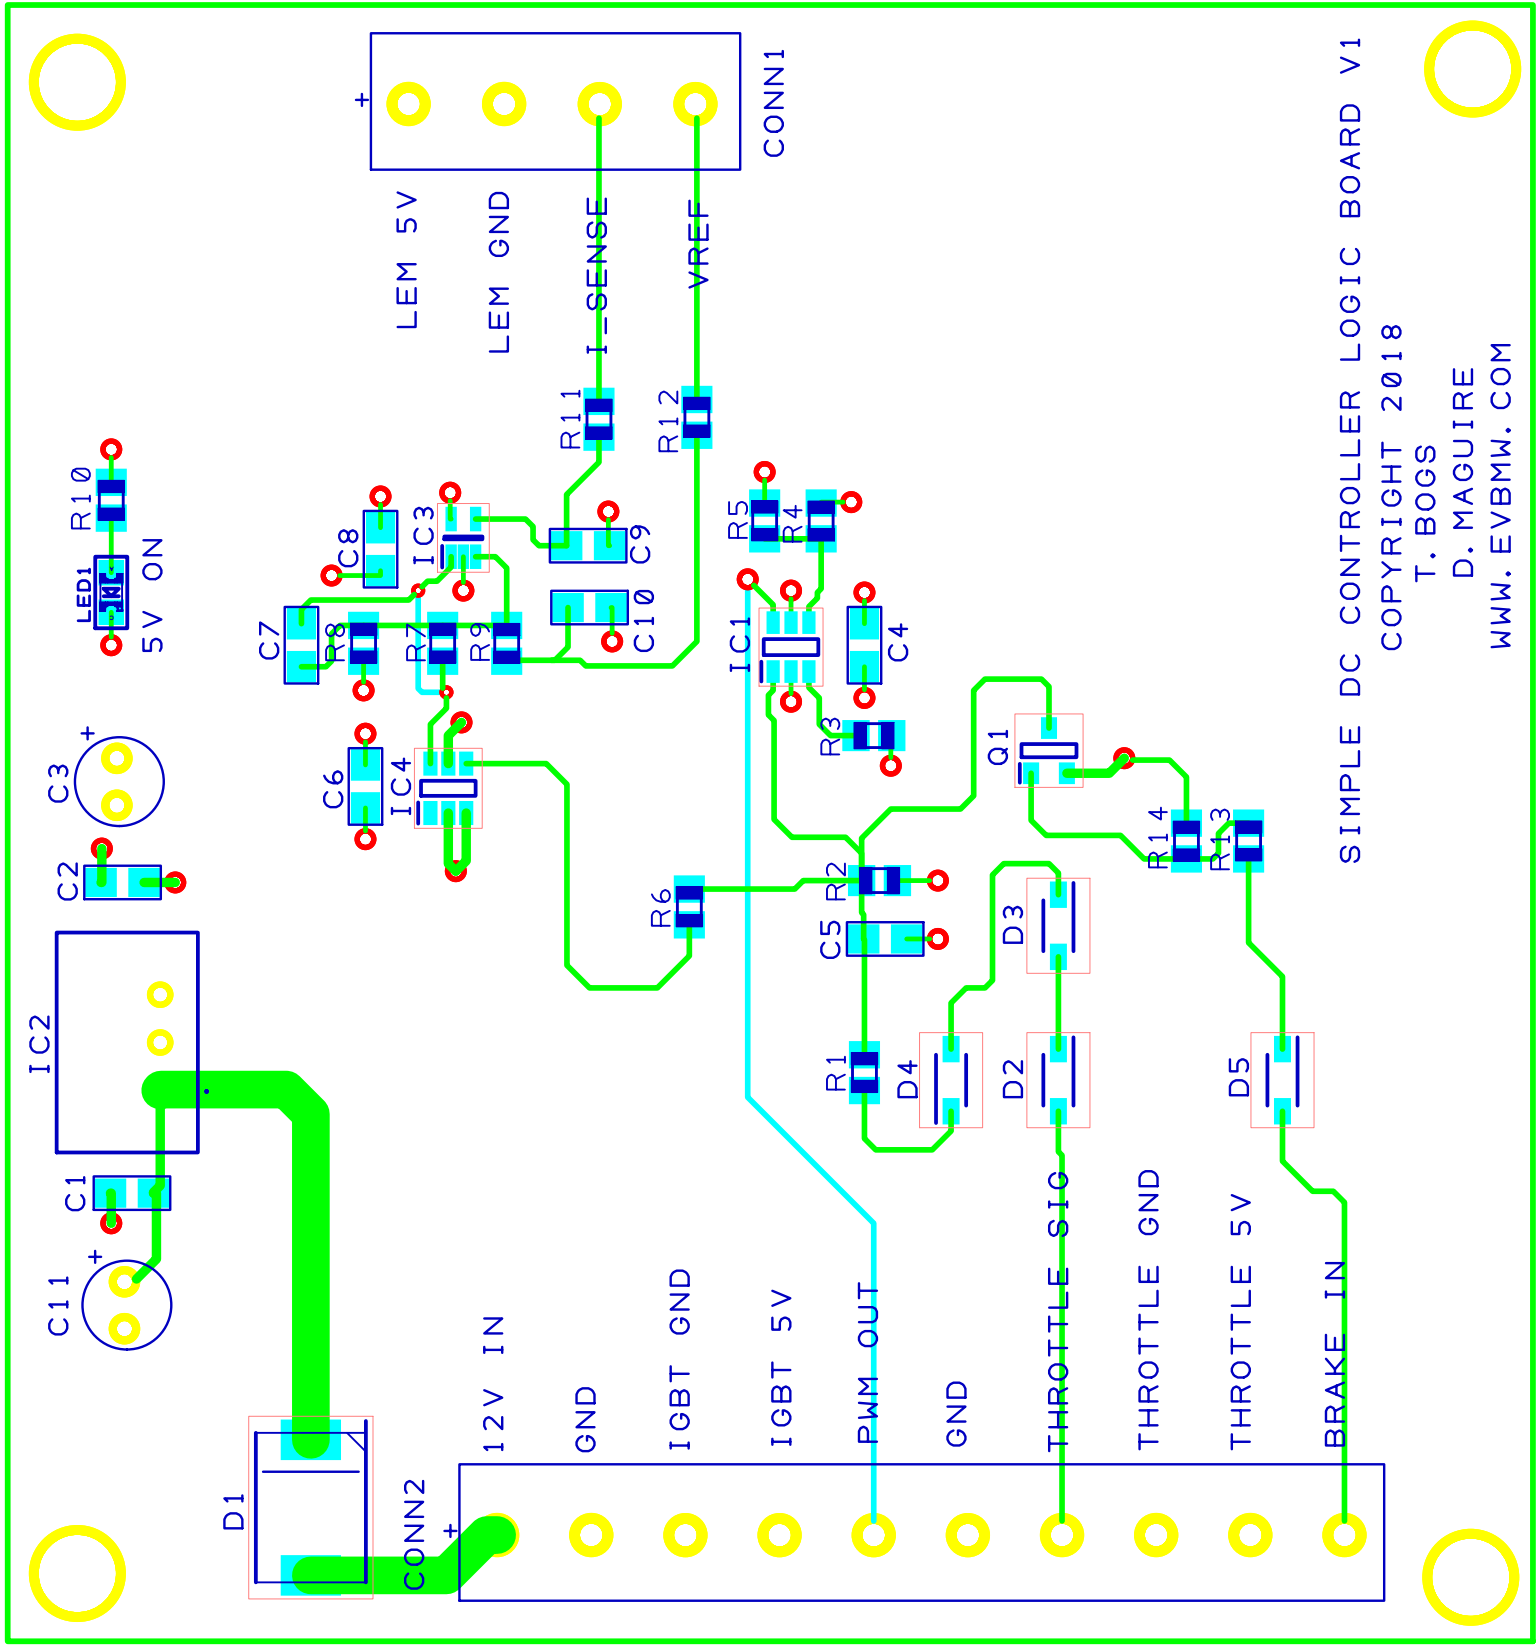 +
CONN1
LEM 5V
LEM GND
I_SENSE
VREF
SIMPLE DC CONTROLLER LOGIC BOARD V1
COPYRIGHT 2018
T.BOGS
D.MAGUIRE
WWW.EVBMW.COM
R10
LED1
5V ON
R11
R12
C8
IC3
C9
C10
R5
R4
C7
R8
R7
R9
IC1
C4
R3
C3
+
C6
IC4
Q1
C2
R6
R2
C5
R14
R13
D3
IC2
R1
D4
D2
D5
C1
C11
+
12V IN
GND
IGBT GND
IGBT 5V
PWM OUT
GND
THROTTLE SIG
THROTTLE GND
THROTTLE 5V
BRAKE IN
D1
CONN2
+